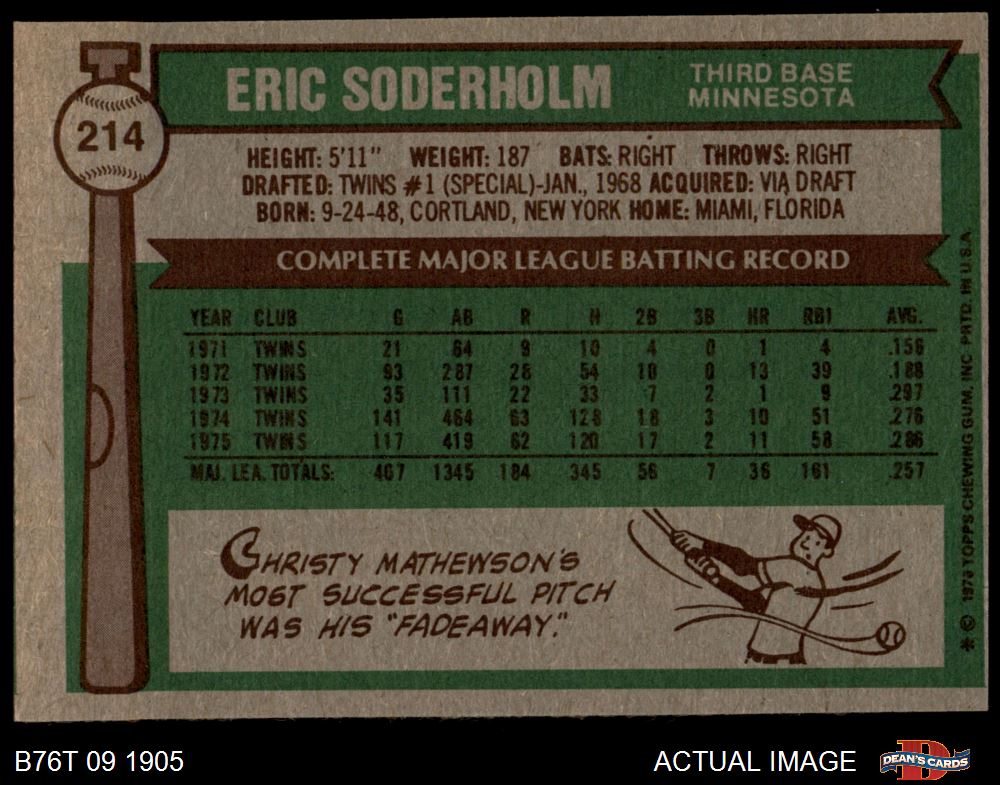 214
ERIC SODERHOLM
THIRD BASE
MINNESOTA
HEIGHT: 5'11" WEIGHT: 187 BATS: RIGHT THROWS: RIGHT
DRAFTED: TWINS #1 (SPECIAL)-JAN., 1968 ACQUIRED: VIA DRAFT
BORN: 9-24-48, CORTLAND, NEW YORK HOME: MIAMI, FLORIDA
COMPLETE MAJOR LEAGUE BATTING RECORD
YEAR CLUB G AB R H 2B 3B HR RBI AVG.
1971 TWINS 21 64 9 10 4 0 1 4 .156
1972 TWINS 93 287 28 54 10 0 13 39 .188
1973 TWINS 35 111 22 33 7 2 1 9 .297
1974 TWINS 141 464 63 128 18 3 10 51 .276
1975 TWINS 117 419 62 120 17 2 11 58 .286
MAJ. LEA. TOTALS: 407 1345 184 345 56 7 36 161 .257
CHRISTY MATHEWSON'S
MOST SUCCESSFUL PITCH
WAS HIS "FADEAWAY."
* © 1976 TOPPS CHEWING GUM, INC. PRTD. IN U.S.A.
B76T 09 1905
ACTUAL IMAGE
DEAN'S CARDS